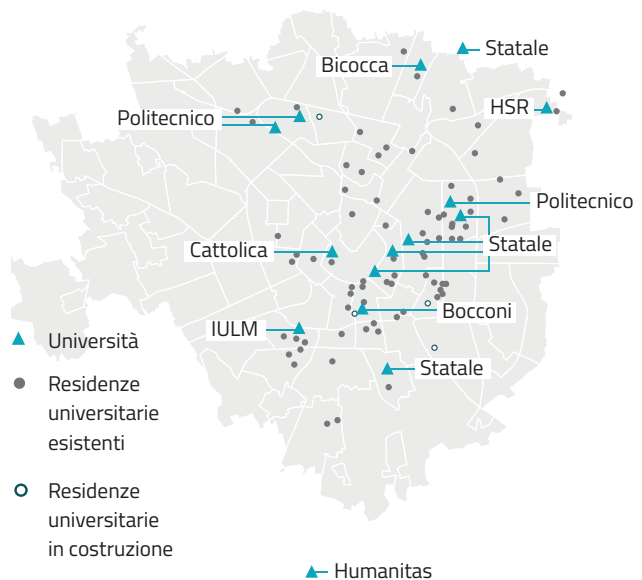 Statale
Bicocca
HSR
Politecnico
Politecnico
Statale
Cattolica
Bocconi
IULM
Statale
Università
Residenze
universitarie
esistenti
Residenze
universitarie
in costruzione
Humanitas